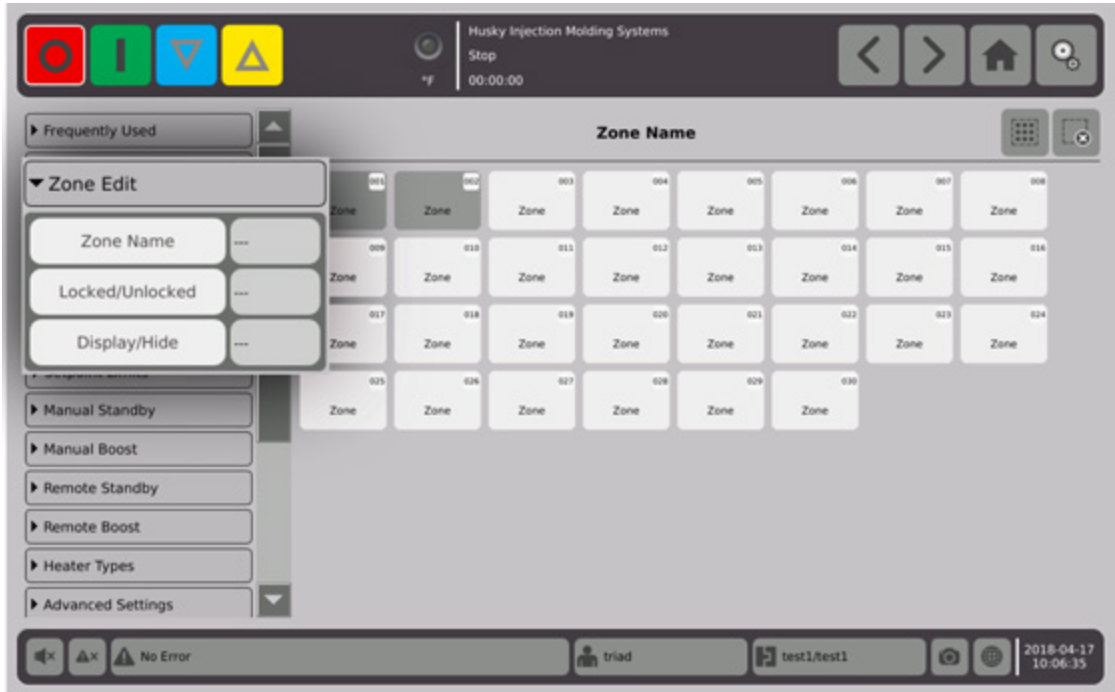 Husky Injection Molding Systems
Stop
°F 00:00:00
Frequently Used
Zone Name
Zone Edit
Zone Name ---
Locked/Unlocked ---
Display/Hide ---
Setpoint Limits
Manual Standby
Manual Boost
Remote Standby
Remote Boost
Heater Types
Advanced Settings
001 002 003 004 005 006 007 008
Zone Zone Zone Zone Zone Zone Zone Zone
009 010 011 012 013 014 015 016
Zone Zone Zone Zone Zone Zone Zone Zone
017 018 019 020 021 022 023 024
Zone Zone Zone Zone Zone Zone Zone Zone
025 026 027 028 029 030
Zone Zone Zone Zone Zone Zone
No Error triad test1/test1 2018-04-17
10:06:35